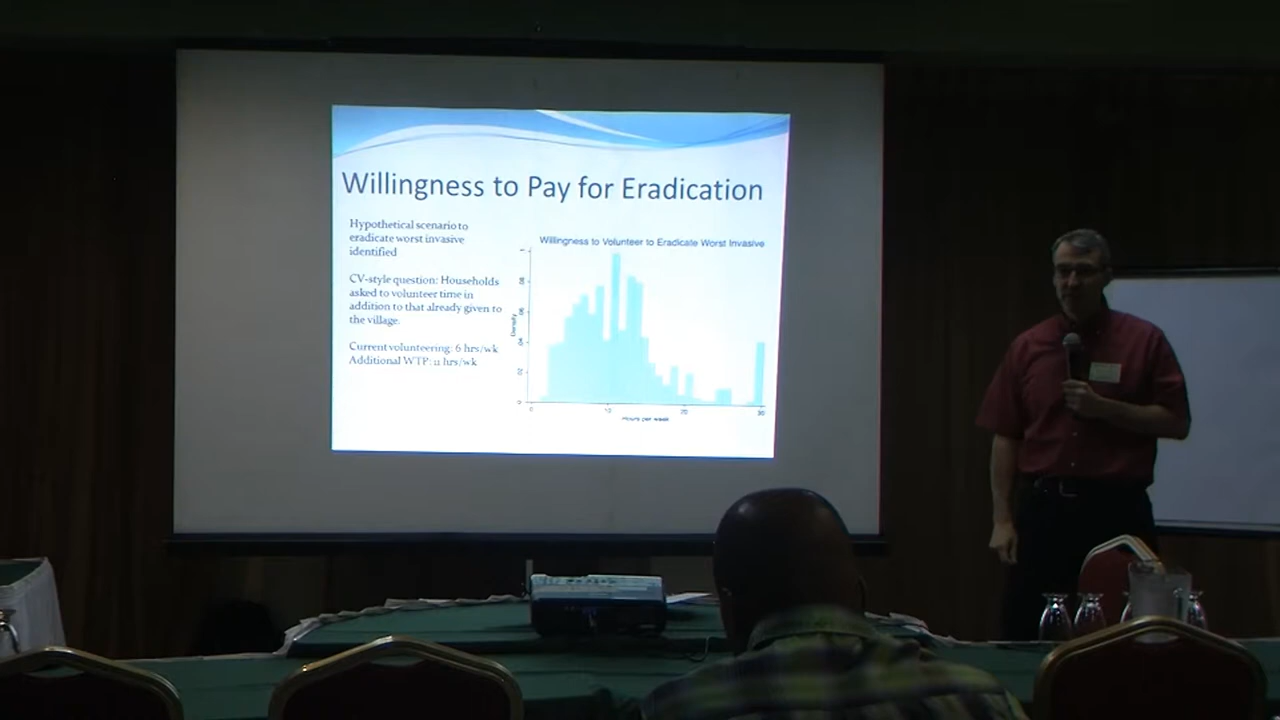 Willingness to Pay for Eradication
Hypothetical scenario to
eradicate worst invasive
identified
CV-style question: Households
asked to volunteer time in
addition to that already given to
the village.
Current volunteering: 6 hrs/wk
Additional WTP: 11 hrs/wk
Willingness to Volunteer to Eradicate Worst Invasive
Density
0
10
20
30
Hours per week